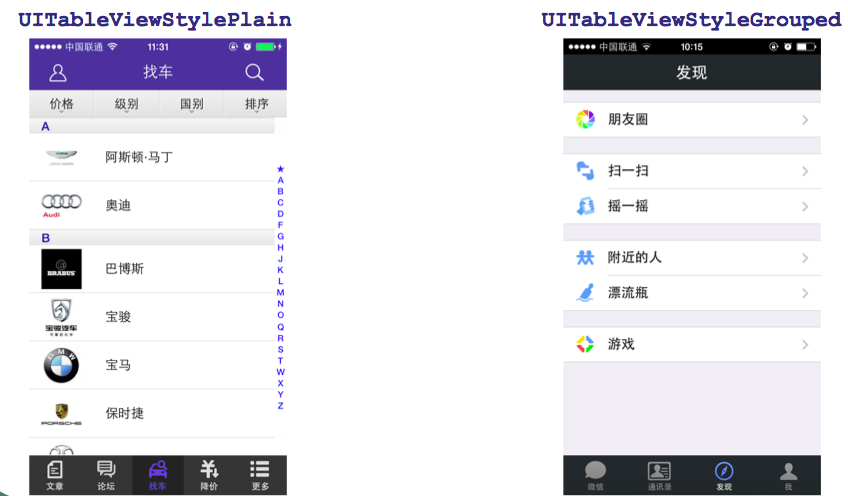 UITableViewStylePlain
中国联通 11:31
找车
价格 级别 国别 排序
A
阿斯顿·马丁
Audi 奥迪
B
BRABUS 巴博斯
宝骏汽车 宝骏
BMW 宝马
PORSCHE 保时捷
★
A
B
C
D
F
G
H
J
K
L
M
N
O
Q
R
S
T
W
X
Y
Z
文章 论坛 找车 降价 更多
UITableViewStyleGrouped
中国联通 10:15
发现
朋友圈
扫一扫
摇一摇
附近的人
漂流瓶
游戏
微信 通讯录 发现 我